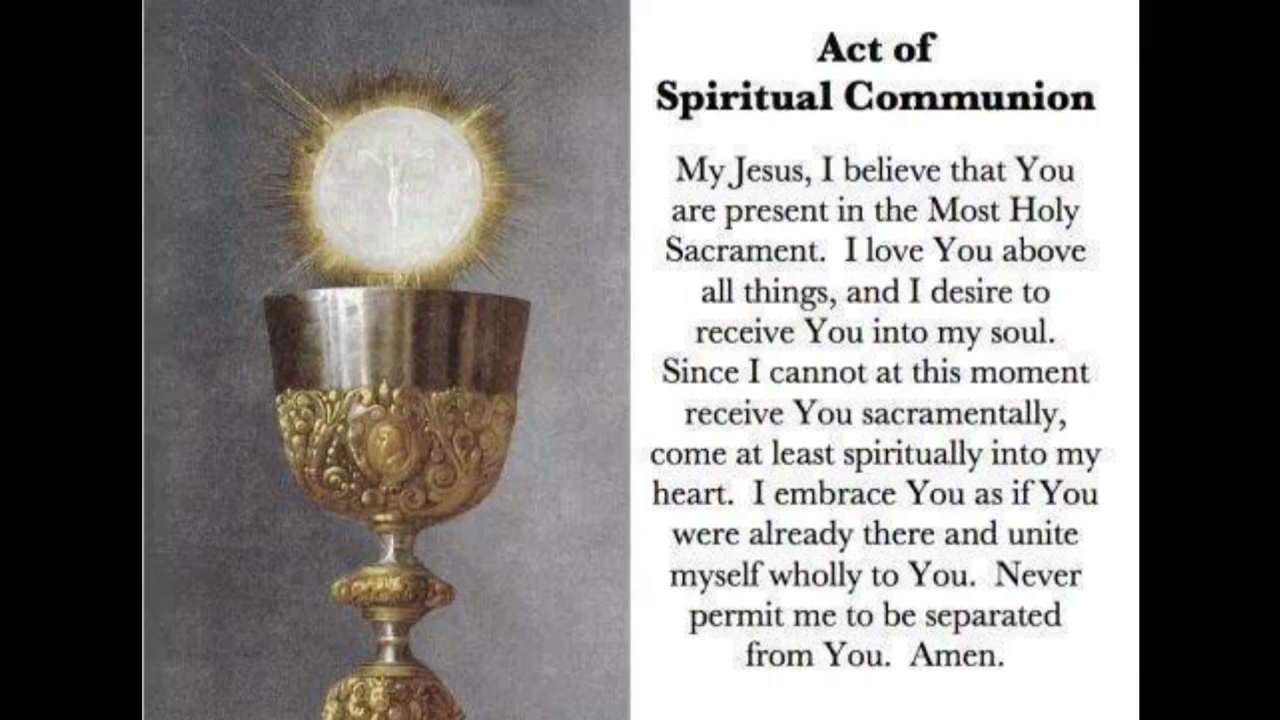 Act of
Spiritual Communion
My Jesus, I believe that You
are present in the Most Holy
Sacrament. I love You above
all things, and I desire to
receive You into my soul.
Since I cannot at this moment
receive You sacramentally,
come at least spiritually into my
heart. I embrace You as if You
were already there and unite
myself wholly to You. Never
permit me to be separated
from You. Amen.